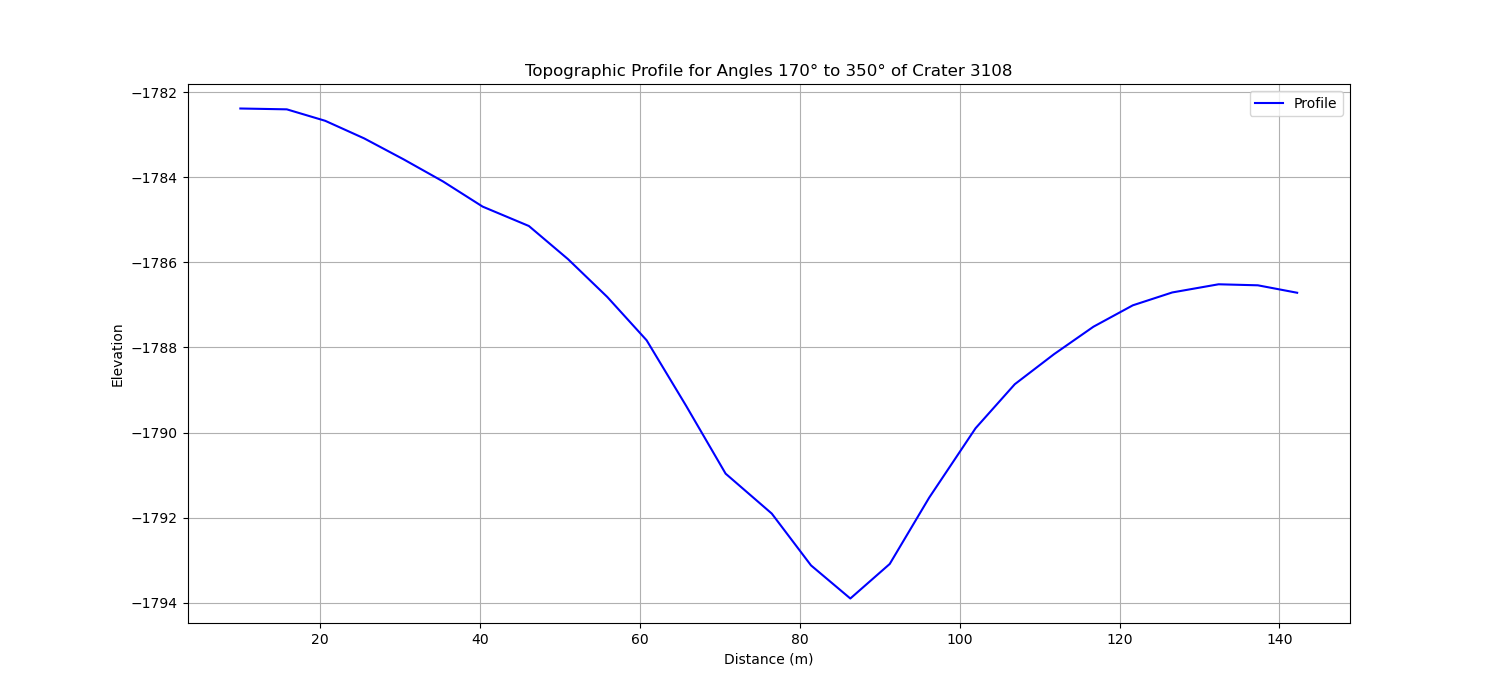 Topographic Profile for Angles 170° to 350° of Crater 3108
Profile
−1782
−1784
−1786
−1788
−1790
−1792
−1794
Elevation
20 40 60 80 100 120 140
Distance (m)